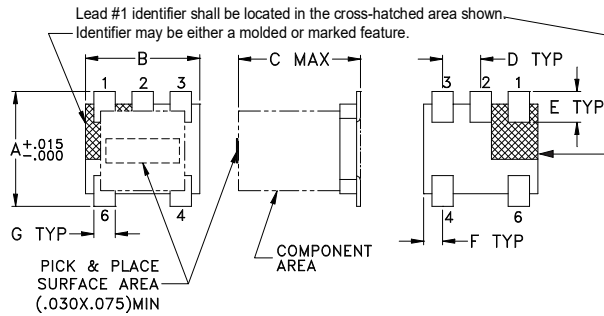 Lead #1 identifier shall be located in the cross-hatched area shown.
Identifier may be either a molded or marked feature.
B
C MAX
D TYP
1 2 3
3 2 1
E TYP
A +.015
-.000
6 4
4 6
G TYP
F TYP
COMPONENT
AREA
PICK & PLACE
SURFACE AREA
(.030X.075)MIN